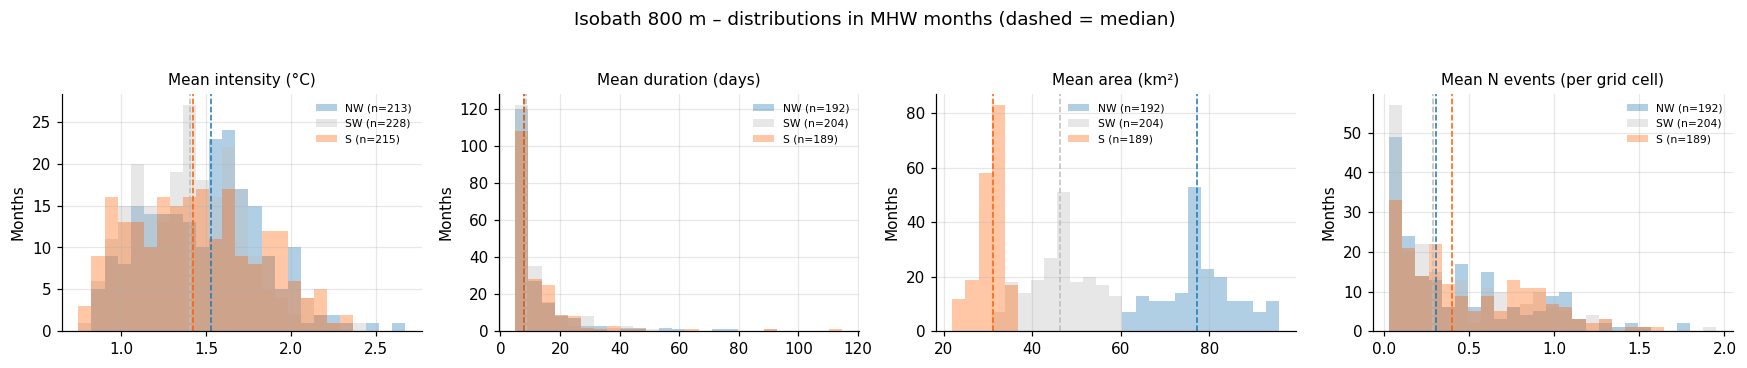 Isobath 800 m – distributions in MHW months (dashed = median)
Mean intensity (°C)
Months
25
20
15
10
5
0
1.0 1.5 2.0 2.5
NW (n=213)
SW (n=228)
S (n=215)
Mean duration (days)
Months
120
100
80
60
40
20
0
0 20 40 60 80 100 120
NW (n=192)
SW (n=204)
S (n=189)
Mean area (km²)
Months
80
60
40
20
0
20 40 60 80
NW (n=192)
SW (n=204)
S (n=189)
Mean N events (per grid cell)
Months
50
40
30
20
10
0
0.0 0.5 1.0 1.5 2.0
NW (n=192)
SW (n=204)
S (n=189)